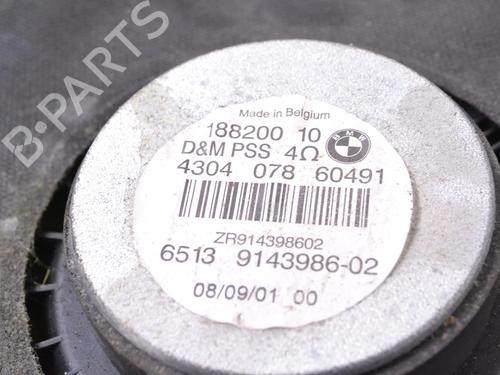 B-PARTS
Made in Belgium
188200 10
BMW
D&M PSS 4Ω
4304 078 60491
ZR914398602
6513 9143986-02
08/09/01 00